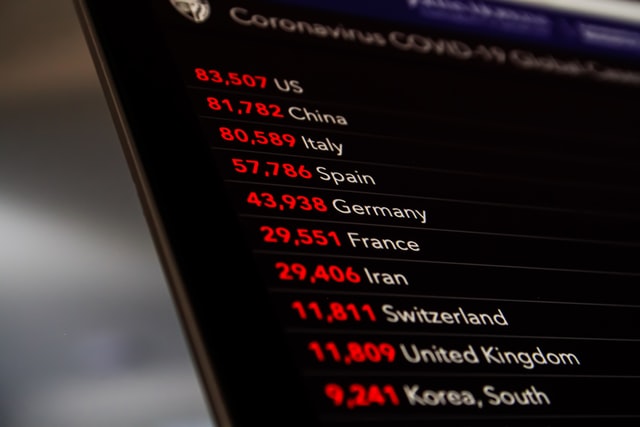 Coronavirus COVID-19 Global
83,507 US
81,782 China
80,589 Italy
57,786 Spain
43,938 Germany
29,551 France
29,406 Iran
11,811 Switzerland
11,809 United Kingdom
9,241 Korea, South